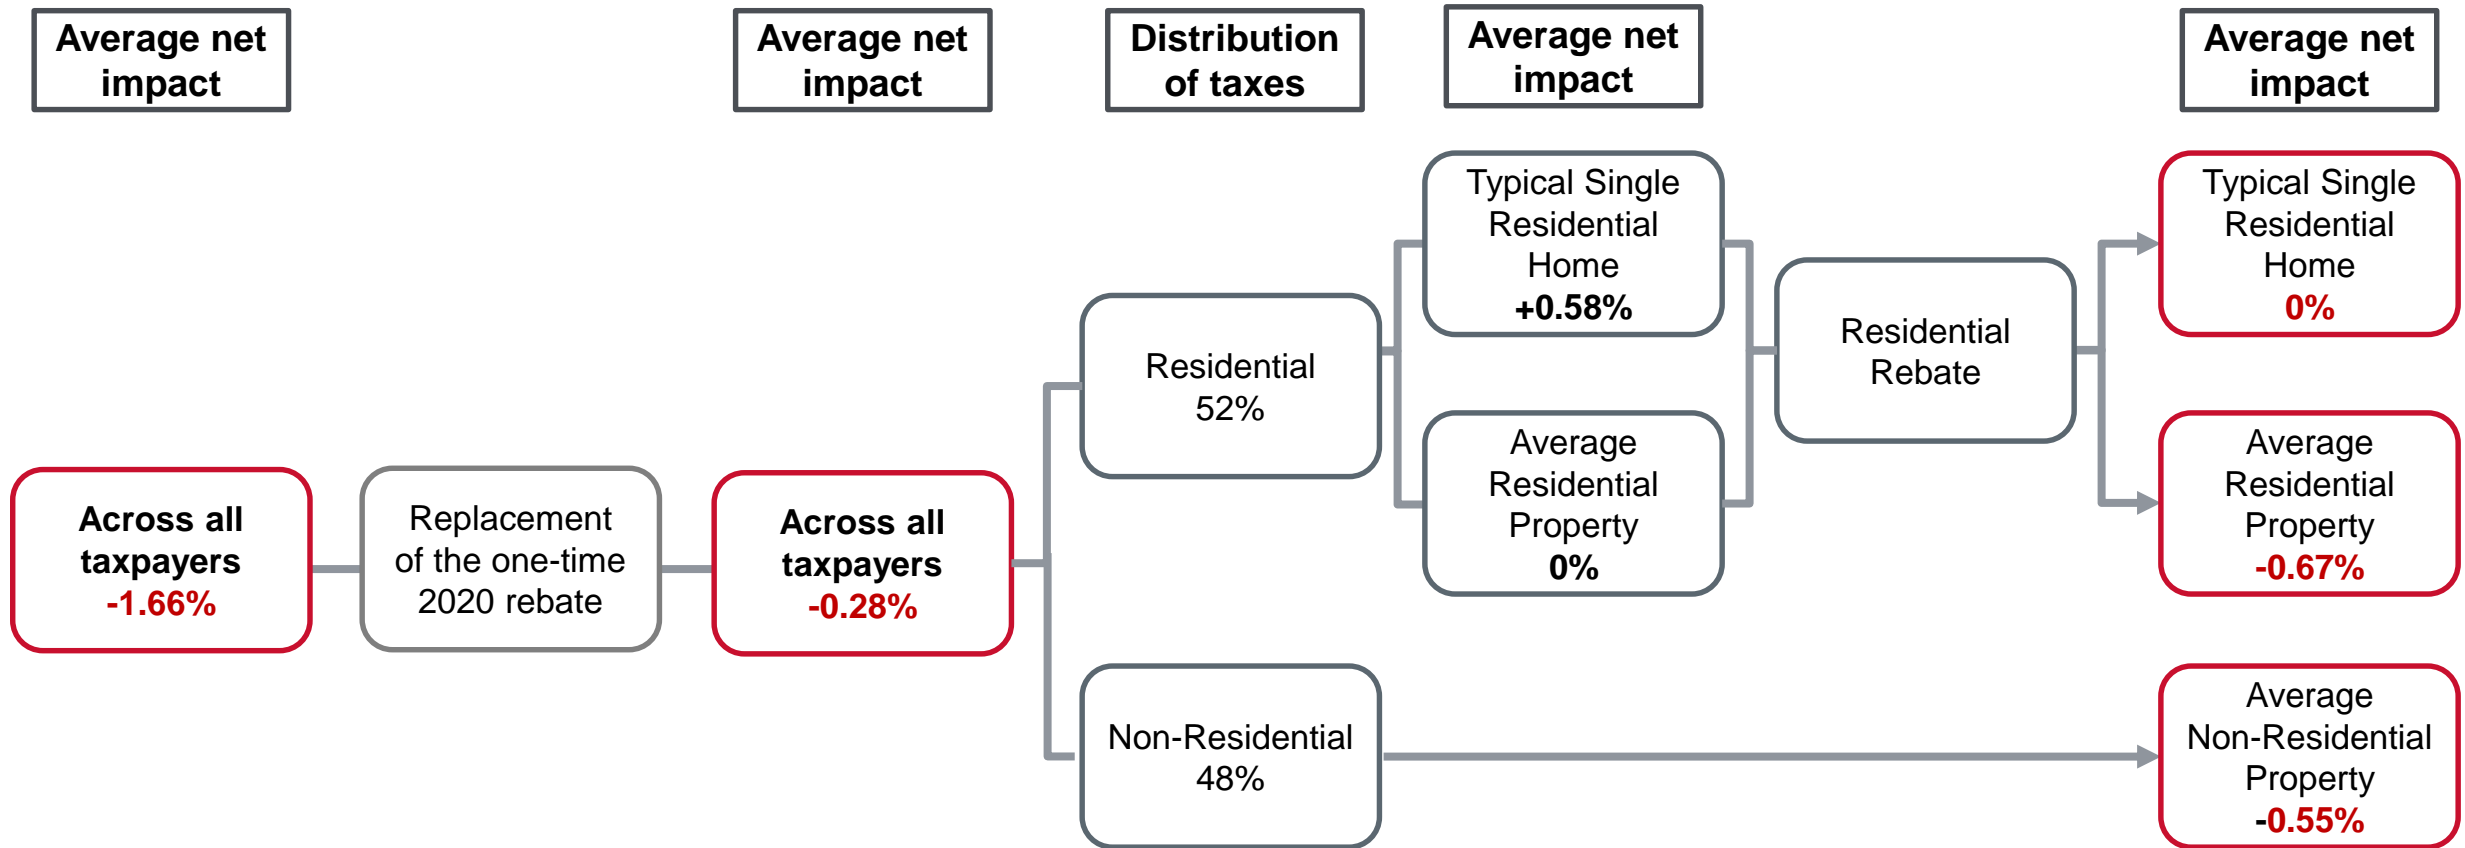 Average net
impact
Average net
impact
Distribution
of taxes
Average net
impact
Average net
impact
Across all
taxpayers
-1.66%
Replacement
of the one-time
2020 rebate
Across all
taxpayers
-0.28%
Residential
52%
Non-Residential
48%
Typical Single
Residential
Home
+0.58%
Average
Residential
Property
0%
Residential
Rebate
Typical Single
Residential
Home
0%
Average
Residential
Property
-0.67%
Average
Non-Residential
Property
-0.55%